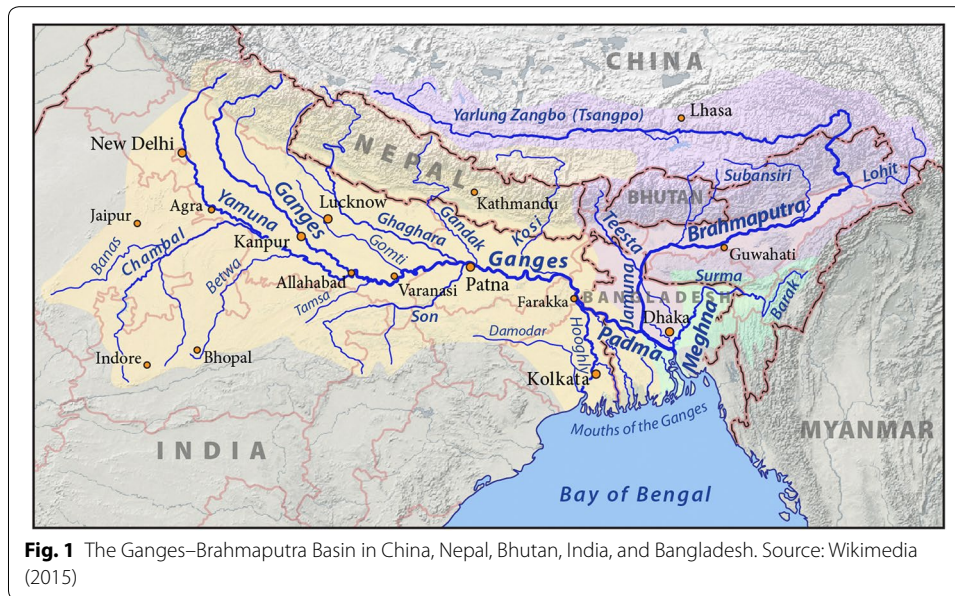 CHINA
Yarlung Zangbo (Tsangpo)
Lhasa
New Delhi
NEPAL
Subansiri
Lohit
BHUTAN
Kathmandu
Jaipur
Agra
Yamuna
Ganges
Lucknow
Ghaghara
Gandak
Kosi
Teesta
Brahmaputra
Guwahati
Banas
Chambal
Kanpur
Gomti
Betwa
Ganges
Allahabad
Varanasi
Patna
Surma
Barak
Tamsa
Son
Farakka
BANGLADESH
Jamuna
Dhaka
Meghna
Damodar
Hooghly
Padma
Indore
Bhopal
Kolkata
Mouths of the Ganges
INDIA
MYANMAR
Bay of Bengal
Fig. 1 The Ganges–Brahmaputra Basin in China, Nepal, Bhutan, India, and Bangladesh. Source: Wikimedia
(2015)